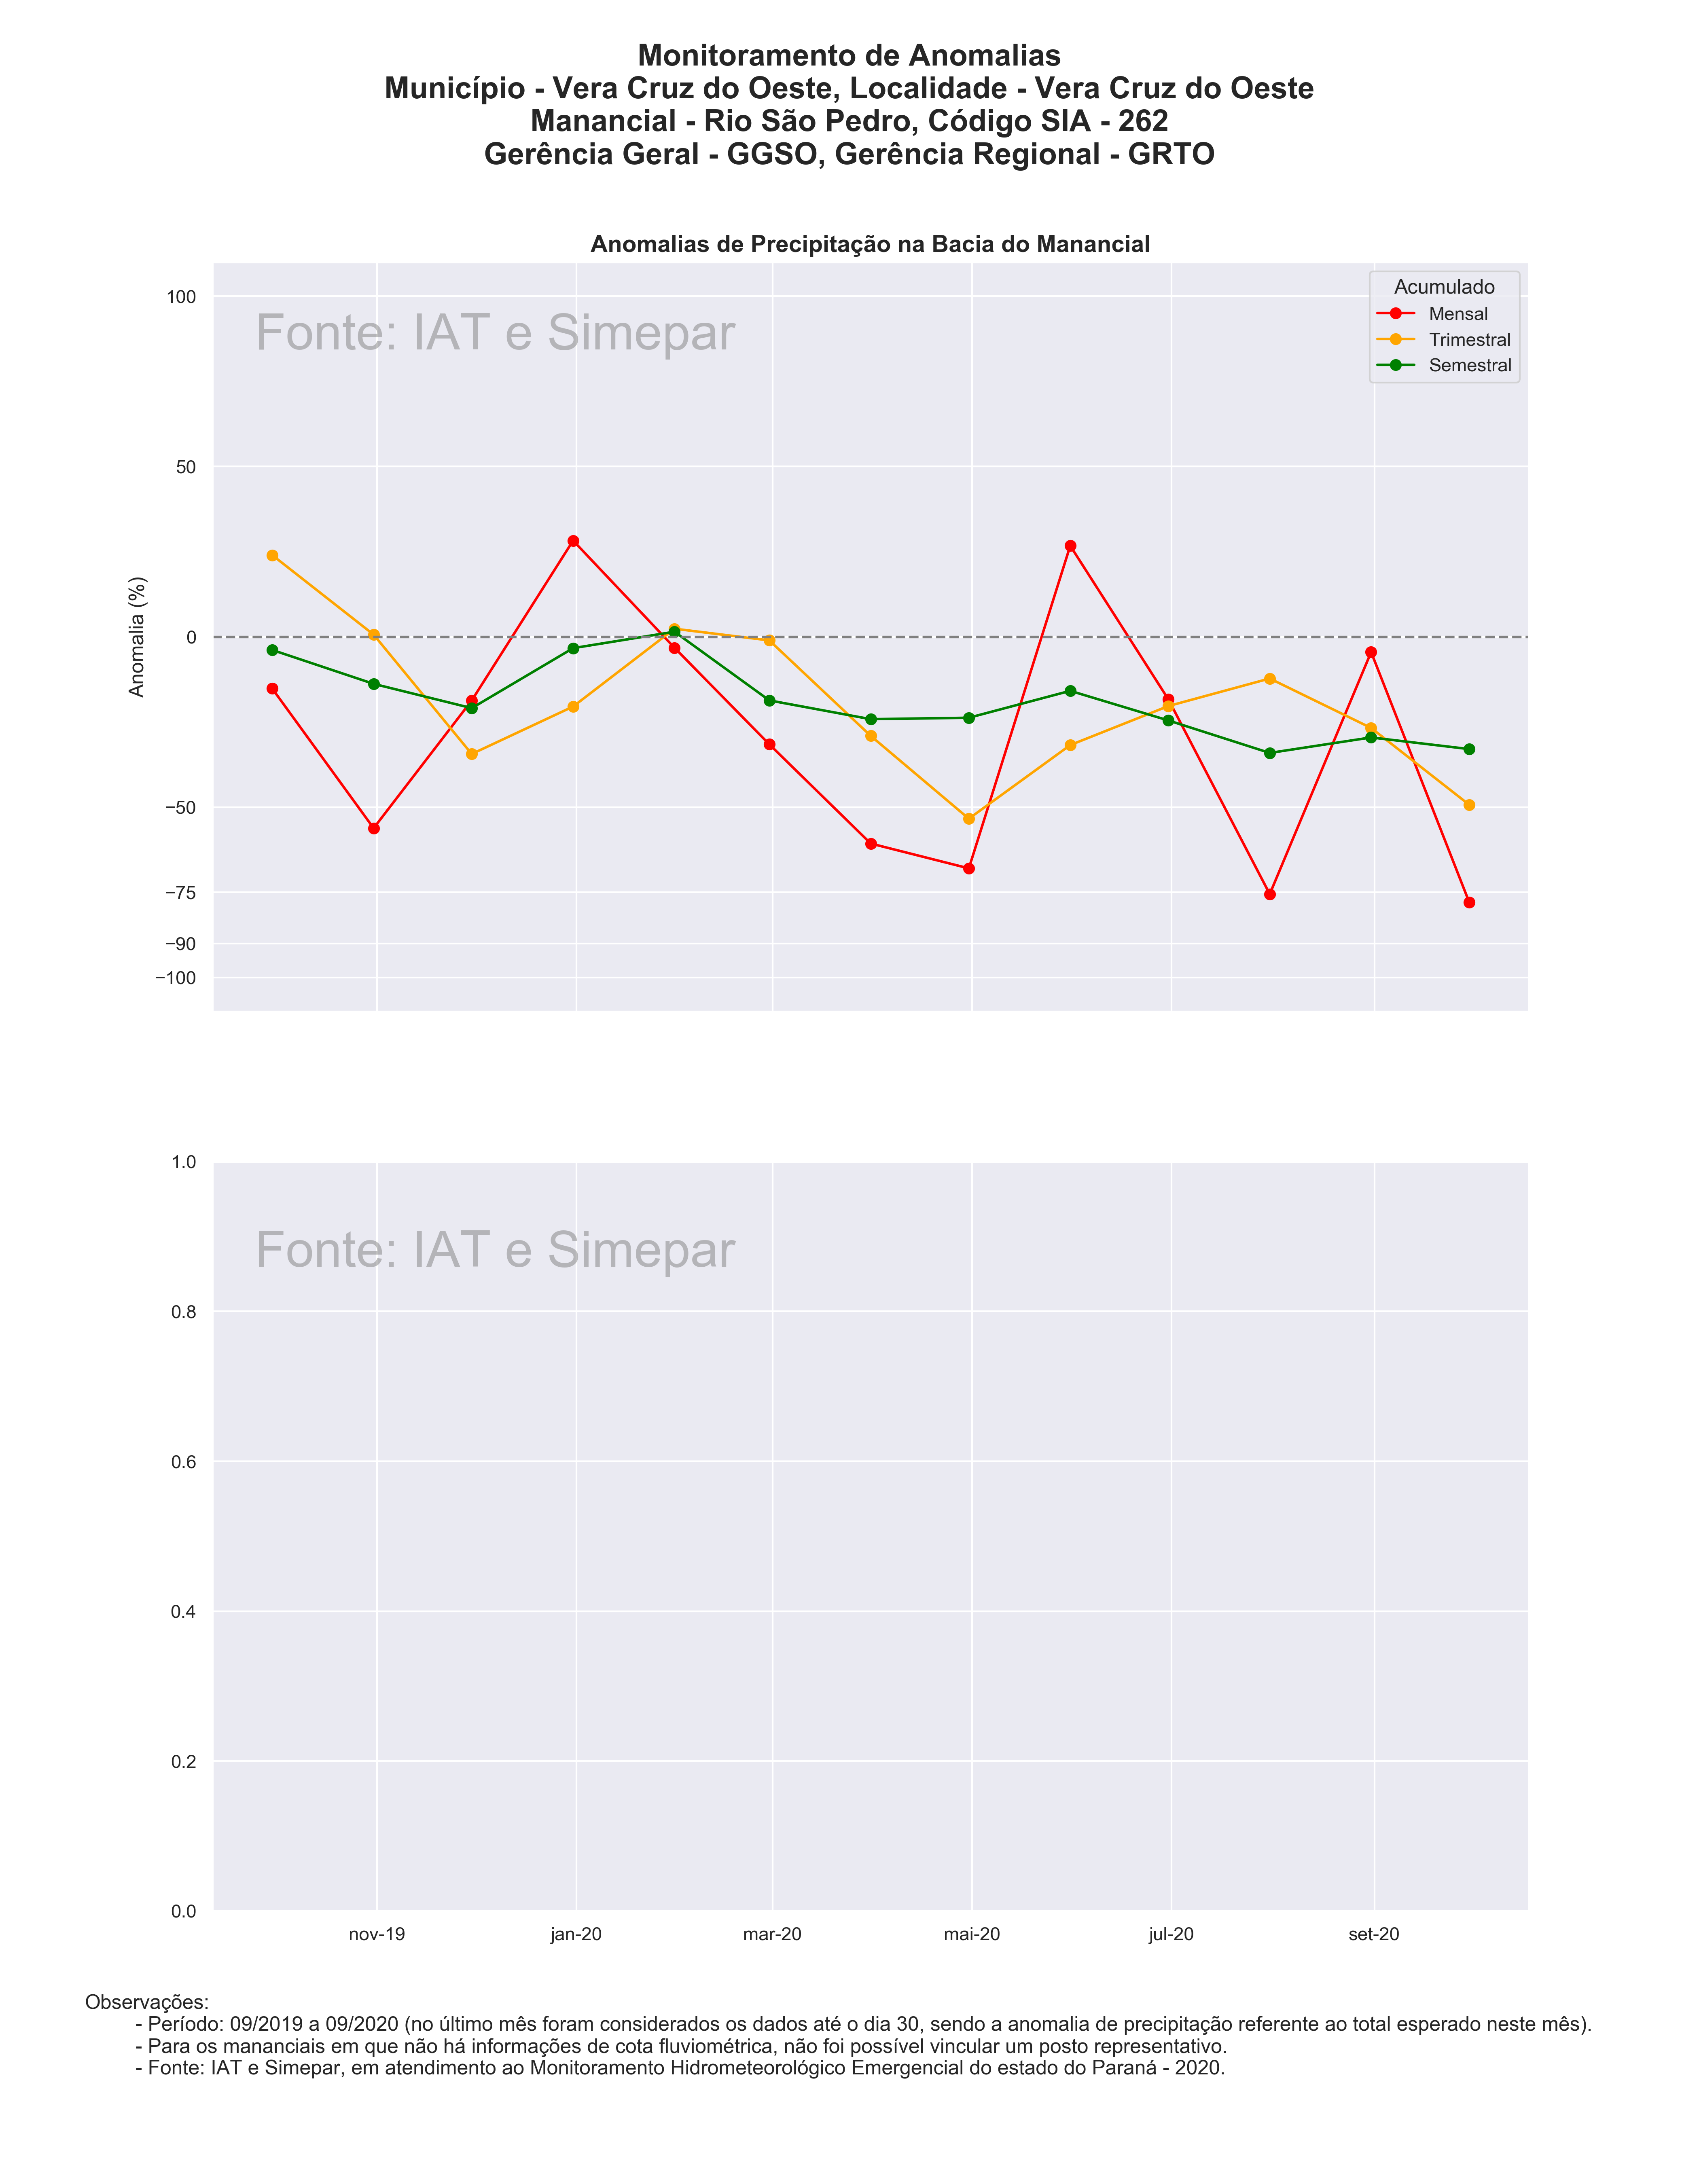 Monitoramento de Anomalias
Município - Vera Cruz do Oeste, Localidade - Vera Cruz do Oeste
Manancial - Rio São Pedro, Código SIA - 262
Gerência Geral - GGSO, Gerência Regional - GRTO
Anomalias de Precipitação na Bacia do Manancial
Fonte: IAT e Simepar
Acumulado
Mensal
Trimestral
Semestral
Anomalia (%)
100
50
0
−50
−75
−90
−100
Fonte: IAT e Simepar
1.0
0.8
0.6
0.4
0.2
0.0
nov-19 jan-20 mar-20 mai-20 jul-20 set-20
Observações:
- Período: 09/2019 a 09/2020 (no último mês foram considerados os dados até o dia 30, sendo a anomalia de precipitação referente ao total esperado neste mês).
- Para os mananciais em que não há informações de cota fluviométrica, não foi possível vincular um posto representativo.
- Fonte: IAT e Simepar, em atendimento ao Monitoramento Hidrometeorológico Emergencial do estado do Paraná - 2020.